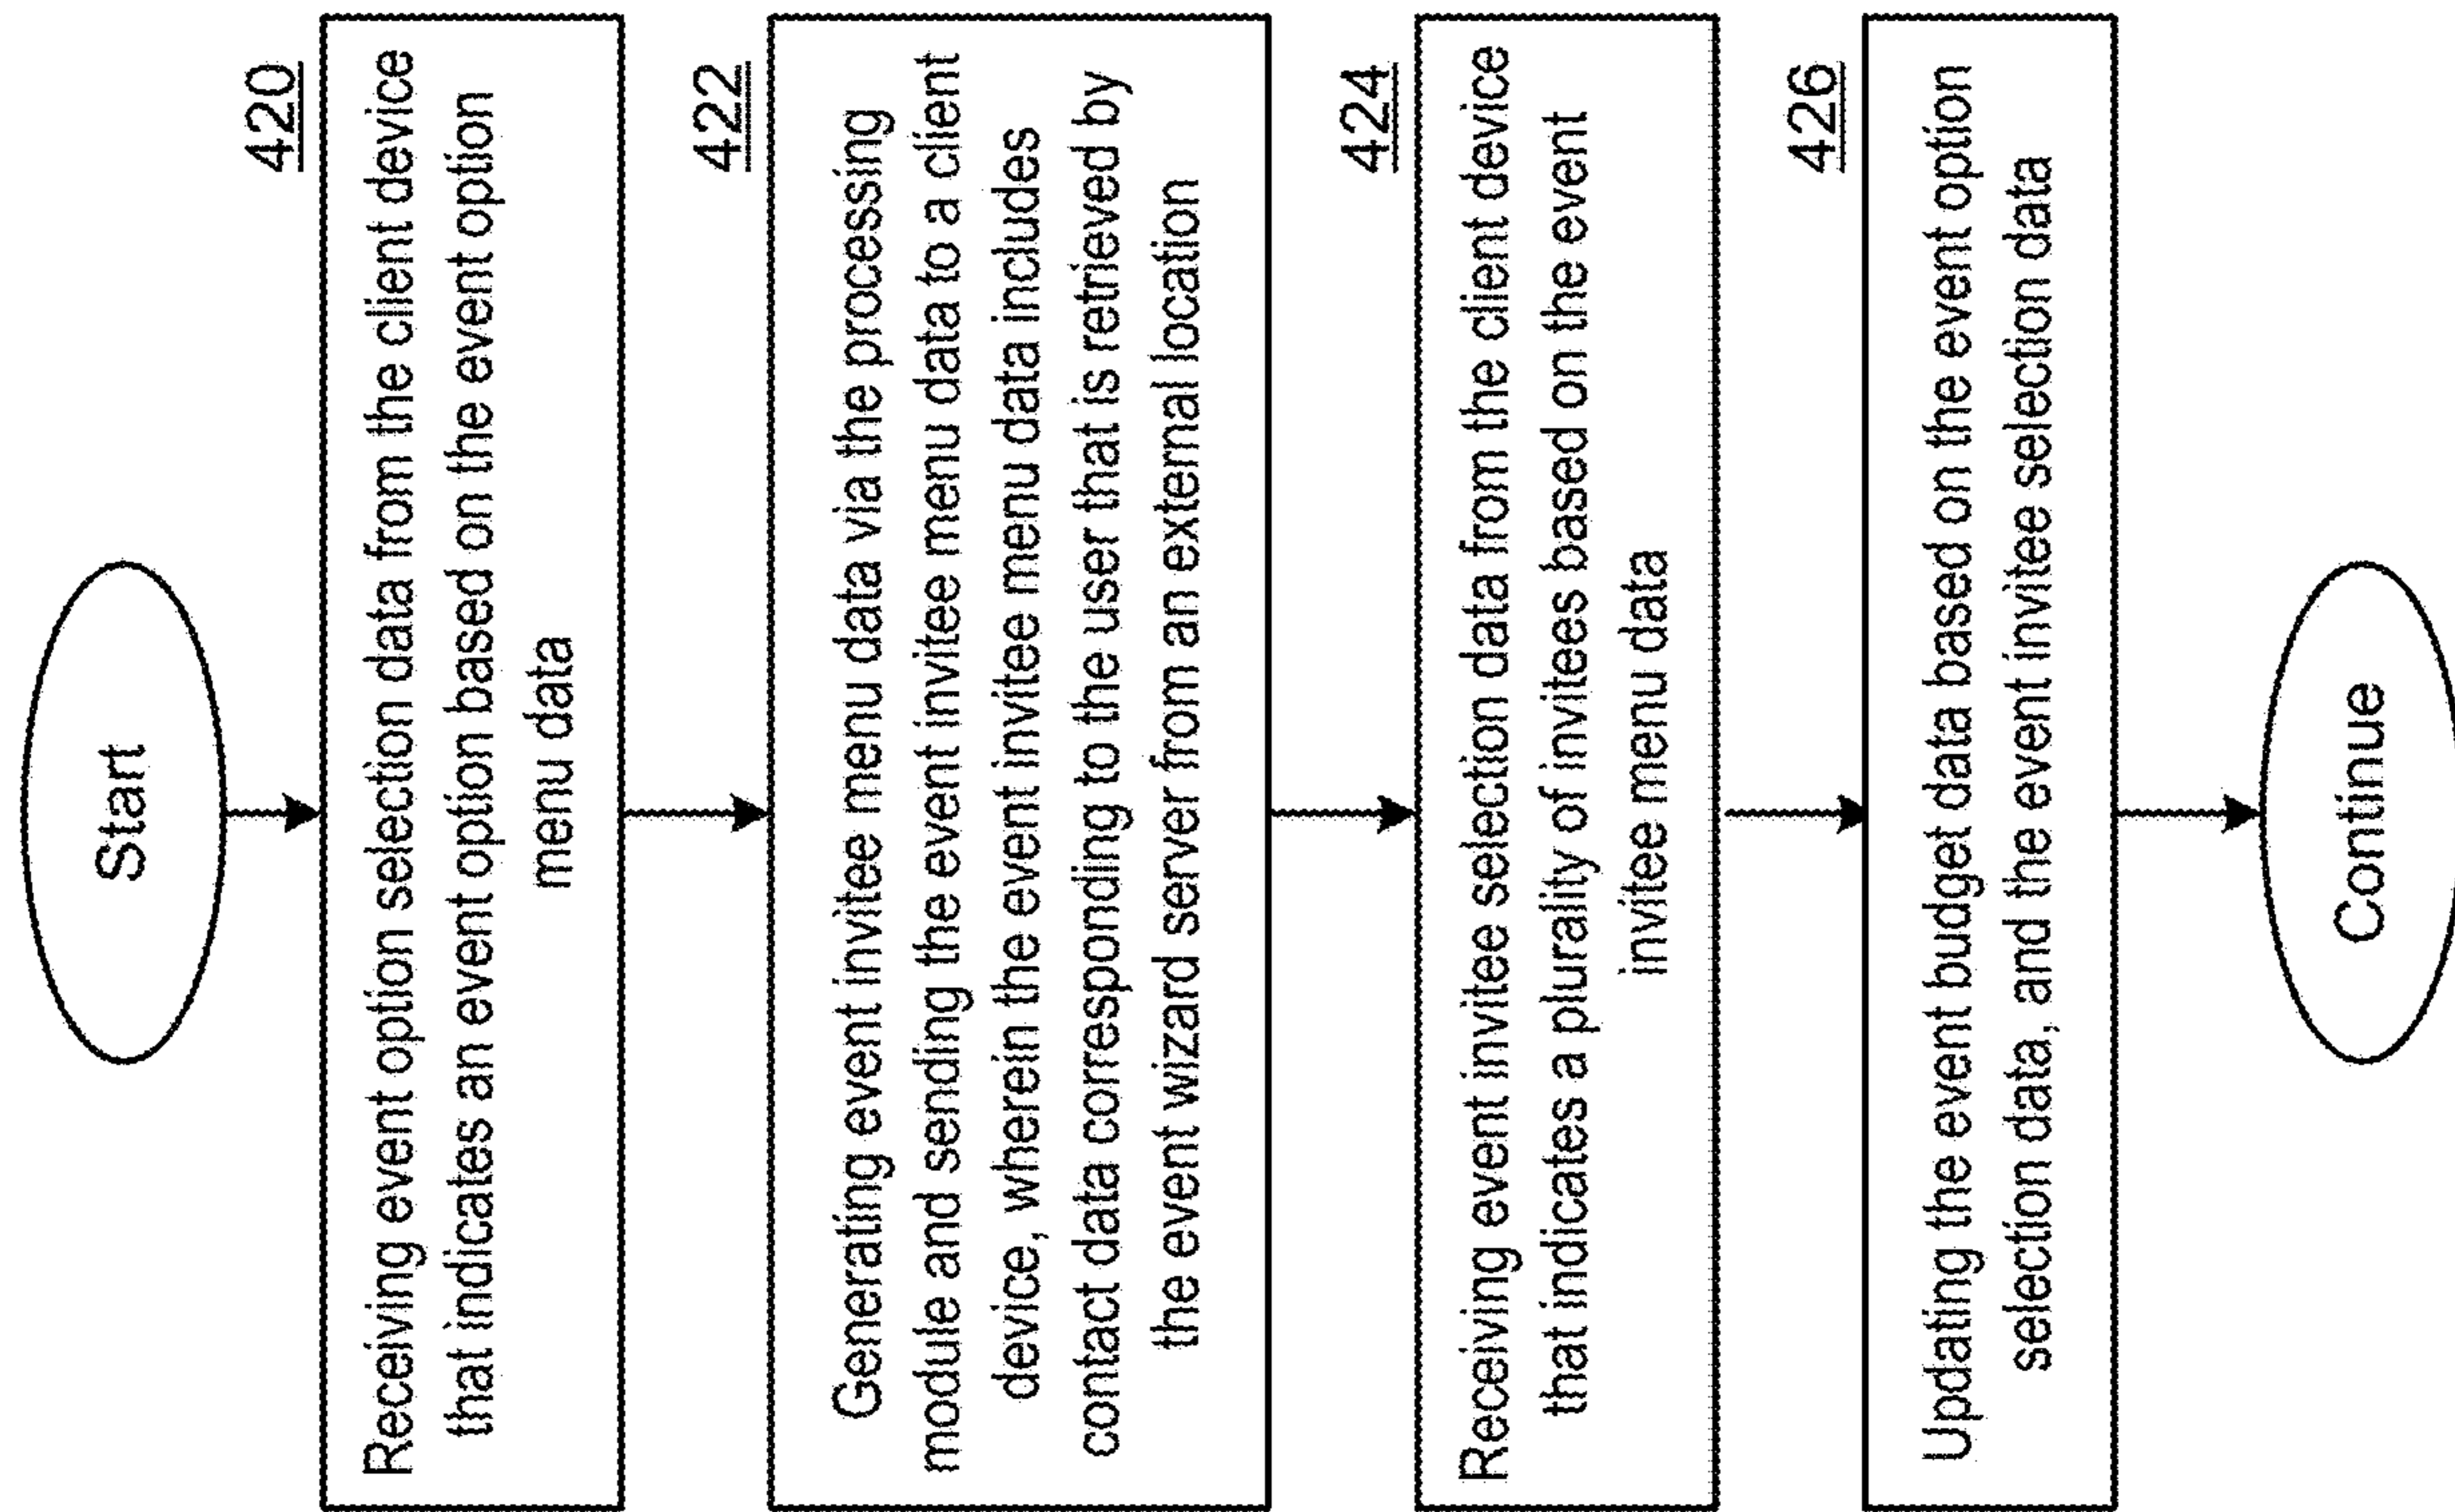 Start
420
Receiving event option selection data from the client device
that indicates an event option based on the event option
menu data
422
Generating event invitee menu data via the processing
module and sending the event invitee menu data to a client
device, wherein the event invitee menu data includes
contact data corresponding to the user that is retrieved by
the event wizard server from an external location
424
Receiving event invitee selection data from the client device
that indicates a plurality of invitees based on the event
invitee menu data
426
Updating the event budget data based on the event option
selection data, and the event invitee selection data
Continue